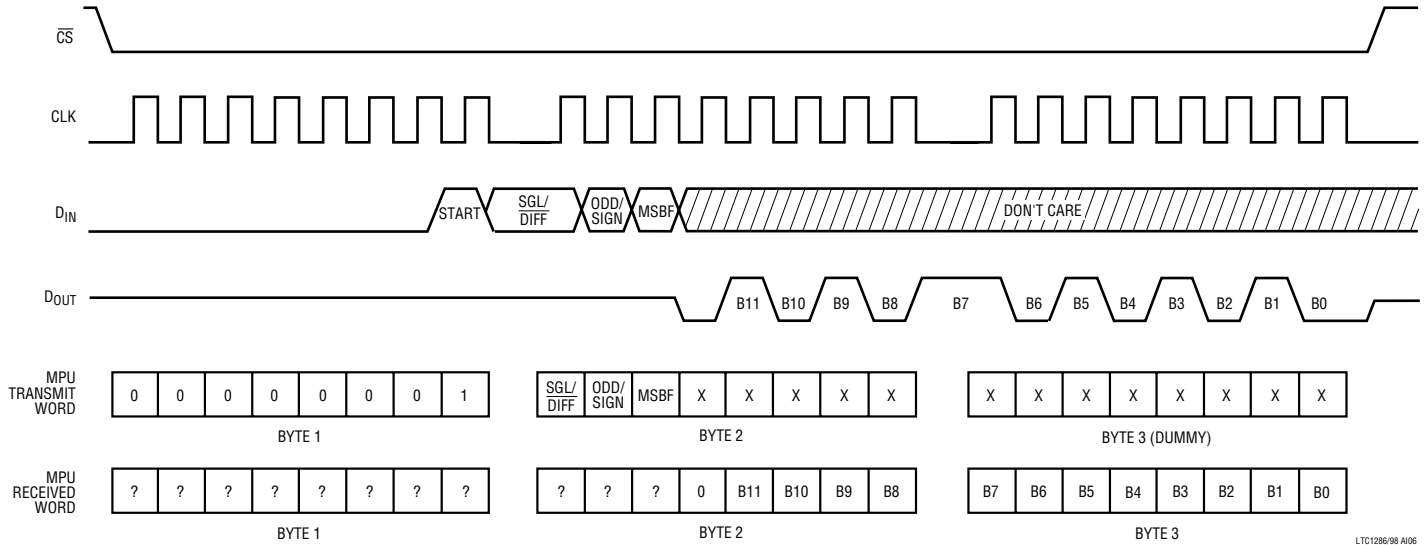 CS
CLK
DIN START SGL/ DIFF ODD/ SIGN MSBF DON'T CARE
DOUT B11 B10 B9 B8 B7 B6 B5 B4 B3 B2 B1 B0
MPU
TRANSMIT
WORD
0 0 0 0 0 0 0 1
SGL/ DIFF ODD/ SIGN MSBF X X X X X
X X X X X X X X
BYTE 1 BYTE 2 BYTE 3 (DUMMY)
MPU
RECEIVED
WORD
? ? ? ? ? ? ? ?
? ? ? 0 B11 B10 B9 B8
B7 B6 B5 B4 B3 B2 B1 B0
BYTE 1 BYTE 2 BYTE 3
LTC1286/98 AI06